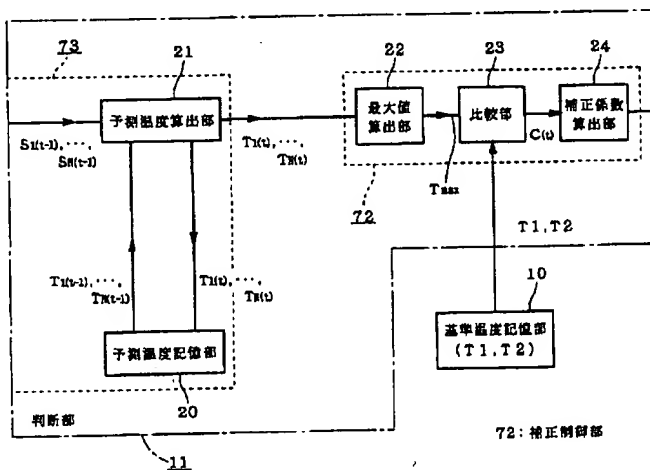 73
21
予測温度算出部
S1(t-1),…,
SN(t-1)
T1(t),…,
TN(t)
22
最大値
算出部
23
比較部
24
補正係数
算出部
C(t)
Tmax
72
T1,T2
T1(t-1),…,
TN(t-1)
T1(t),…,
TN(t)
10
基準温度記憶部
(T1,T2)
予測温度記憶部
20
判断部
11
72:補正制御部